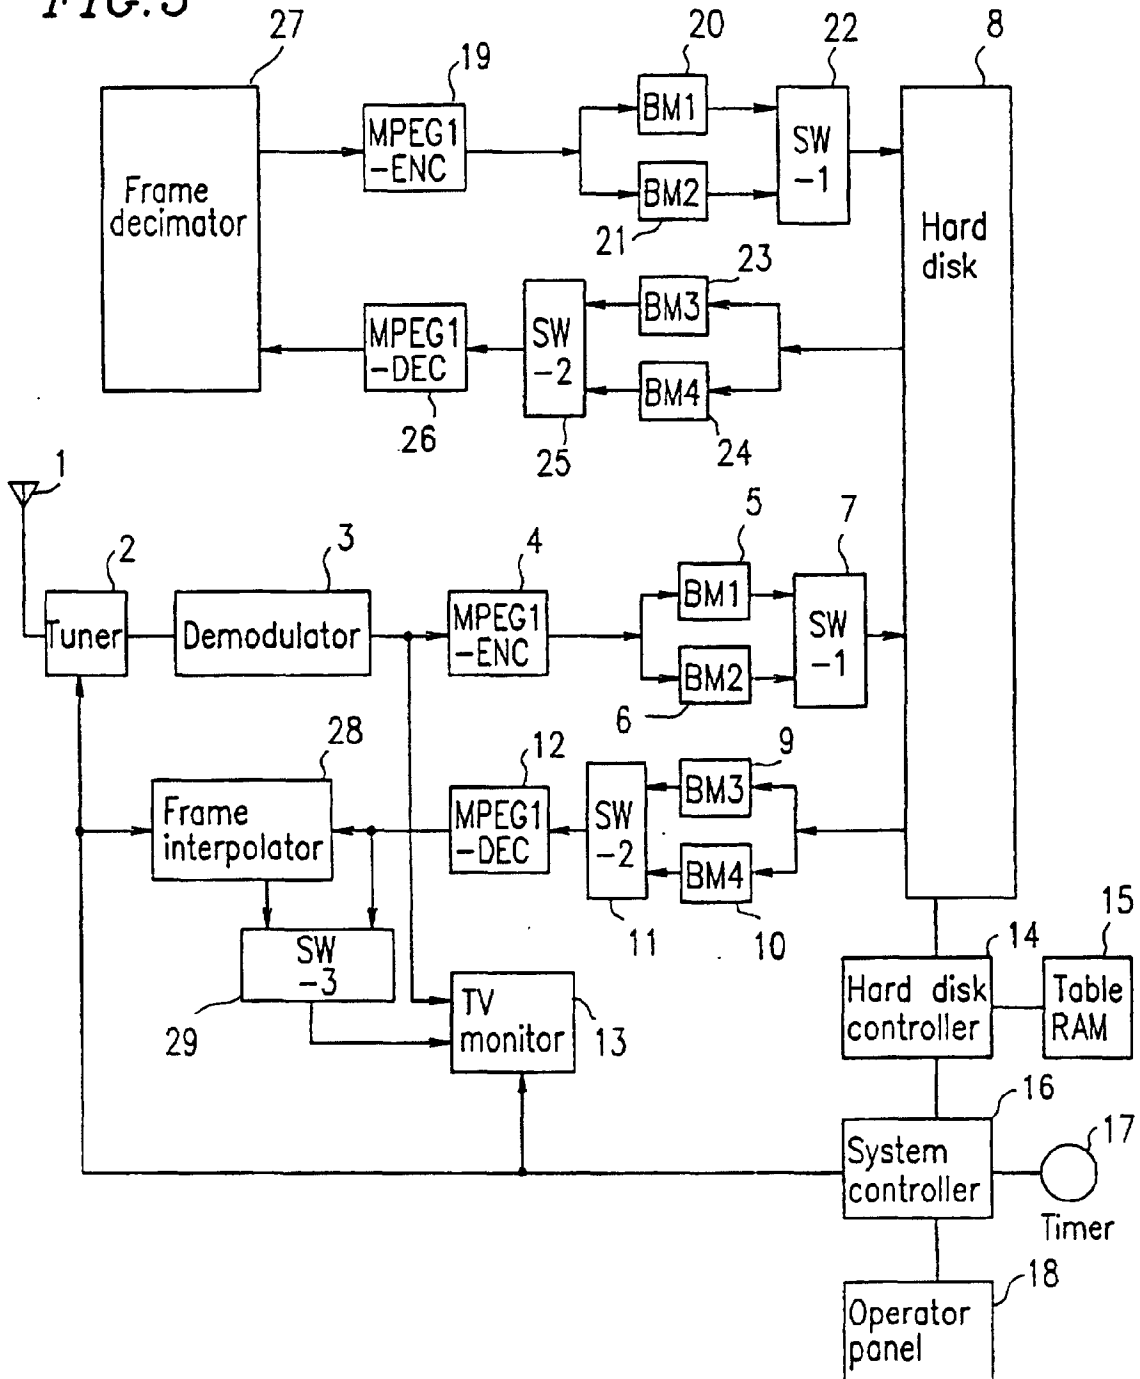 FIG. 5
27
19
20
22
8
MPEG1
-ENC
BM1
SW
-1
Frame
decimator
BM2
21
Hard
disk
23
MPEG1
-DEC
SW
-2
BM3
BM4
26
25
24
1
2
3
4
5
7
Tuner
Demodulator
MPEG1
-ENC
BM1
SW
-1
BM2
6
28
12
9
Frame
interpolator
MPEG1
-DEC
SW
-2
BM3
BM4
11
10
SW
-3
29
TV
monitor
13
14
15
Hard disk
controller
Table
RAM
16
17
System
controller
Timer
18
Operator
panel